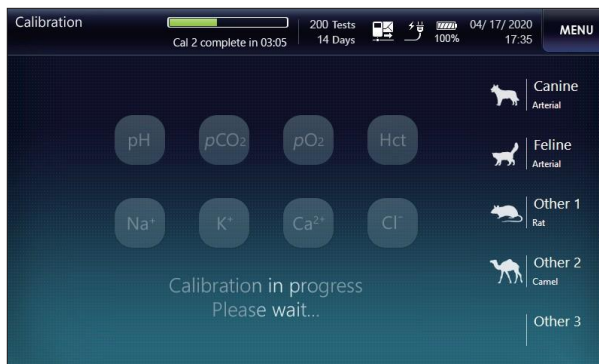 Calibration
Cal 2 complete in 03:05
200 Tests
14 Days
100%
04/ 17/ 2020
17:35
MENU
pH
pCO₂
pO₂
Hct
Na⁺
K⁺
Ca²⁺
Cl⁻
Calibration in progress
Please wait...
Canine
Arterial
Feline
Arterial
Other 1
Rat
Other 2
Camel
Other 3